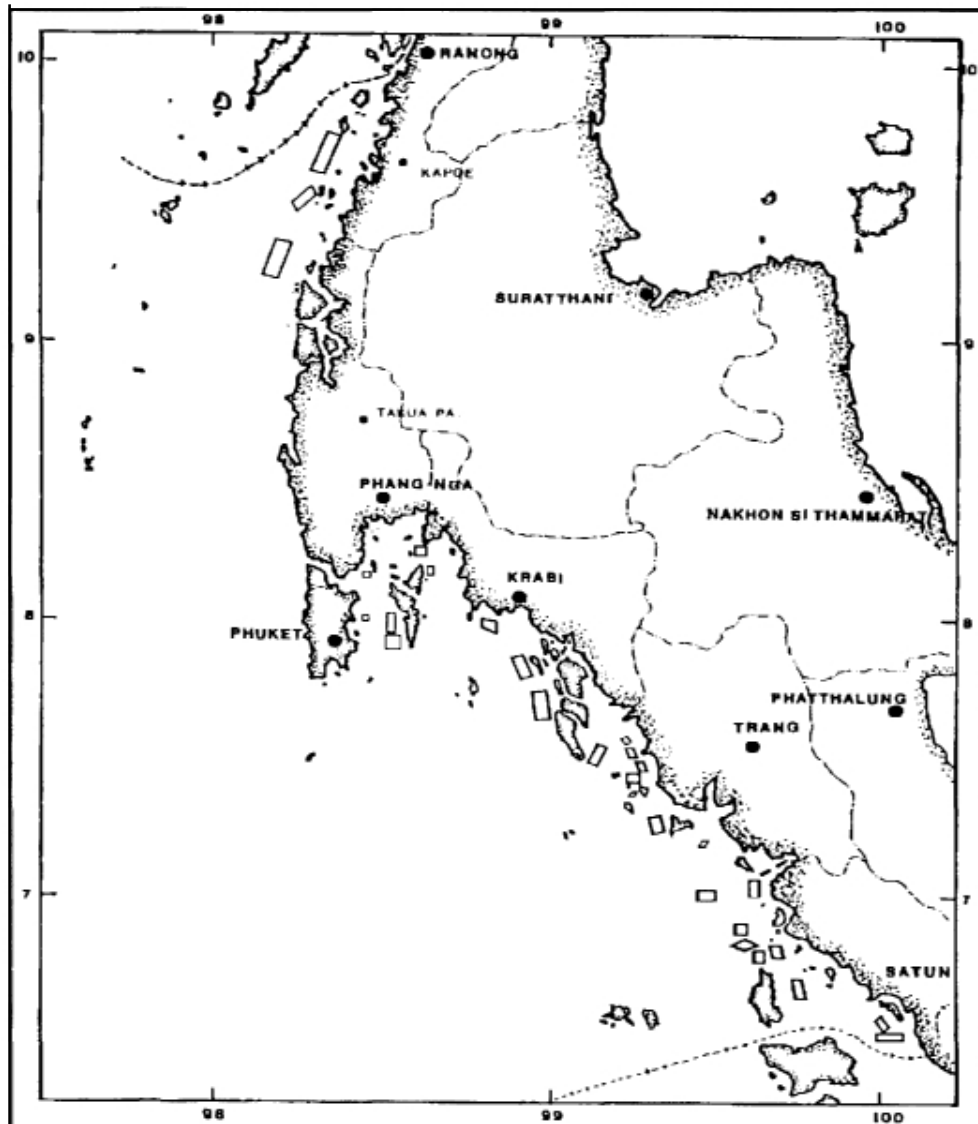 98 99 100
10 RANONG 10
KAPOE
SURATTHANI
9 9
TAKUA PA
PHANG NGA
NAKHON SI THAMMARAT
KRABI
8 8
PHUKET
PHATTHALUNG
TRANG
7 7
SATUN
98 99 100